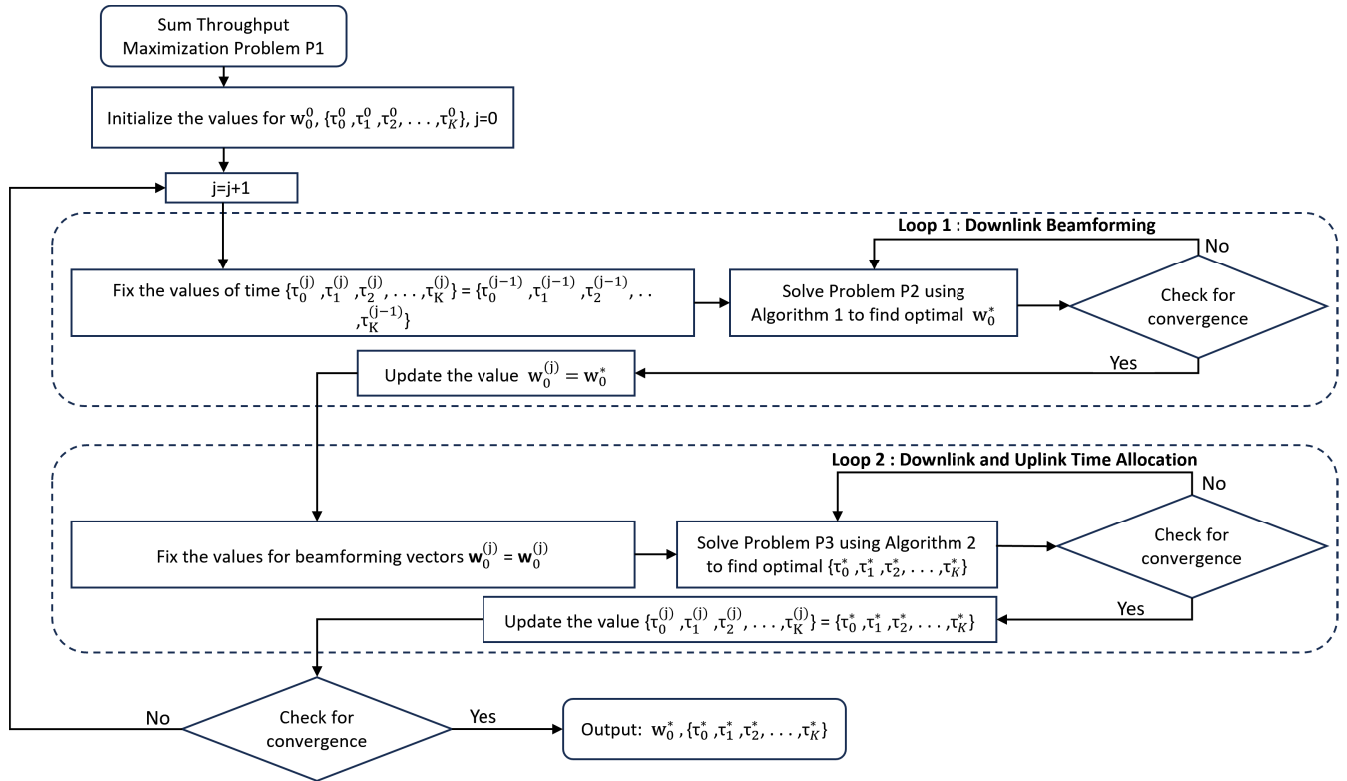 Sum Throughput
Maximization Problem P1
Initialize the values for w₀⁰, {τ₀⁰ ,τ₁⁰ ,τ₂⁰, . . . ,τ_K⁰}, j=0
j=j+1
Loop 1 : Downlink Beamforming
No
Fix the values of time {τ₀^(j) ,τ₁^(j) ,τ₂^(j), . . . ,τ_K^(j)} = {τ₀^(j−1) ,τ₁^(j−1) ,τ₂^(j−1), . .
,τ_K^(j−1)}
Solve Problem P2 using
Algorithm 1 to find optimal w₀*
Check for
convergence
Yes
Update the value w₀^(j) = w₀*
Loop 2 : Downlink and Uplink Time Allocation
No
Fix the values for beamforming vectors w₀^(j) = w₀^(j)
Solve Problem P3 using Algorithm 2
to find optimal {τ₀* ,τ₁* ,τ₂*, . . . ,τ_K*}
Check for
convergence
Yes
Update the value {τ₀^(j) ,τ₁^(j) ,τ₂^(j), . . . ,τ_K^(j)} = {τ₀* ,τ₁* ,τ₂*, . . . ,τ_K*}
No
Check for
convergence
Yes
Output: w₀* ,{τ₀* ,τ₁* ,τ₂*, . . . ,τ_K*}